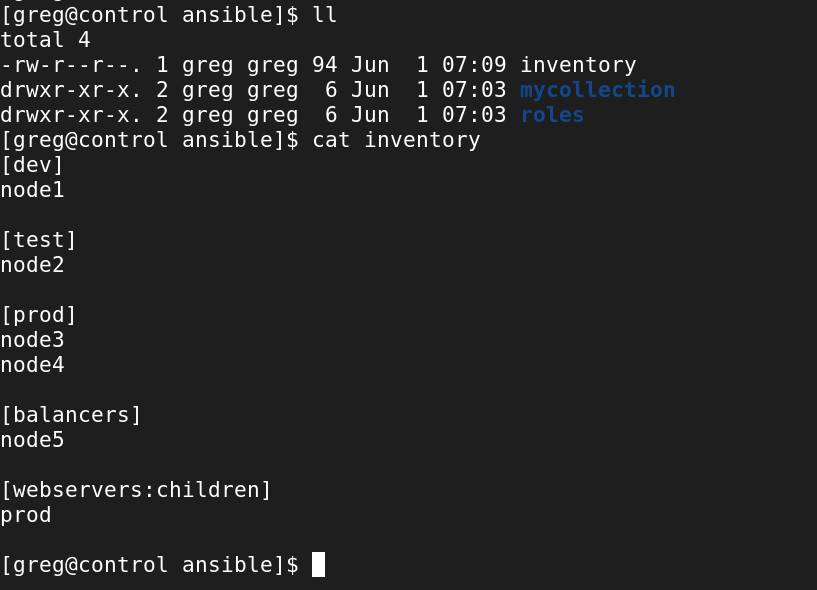 [greg@control ansible]$ ll
total 4
-rw-r--r--. 1 greg greg 94 Jun  1 07:09 inventory
drwxr-xr-x. 2 greg greg  6 Jun  1 07:03 mycollection
drwxr-xr-x. 2 greg greg  6 Jun  1 07:03 roles
[greg@control ansible]$ cat inventory
[dev]
node1

[test]
node2

[prod]
node3
node4

[balancers]
node5

[webservers:children]
prod

[greg@control ansible]$